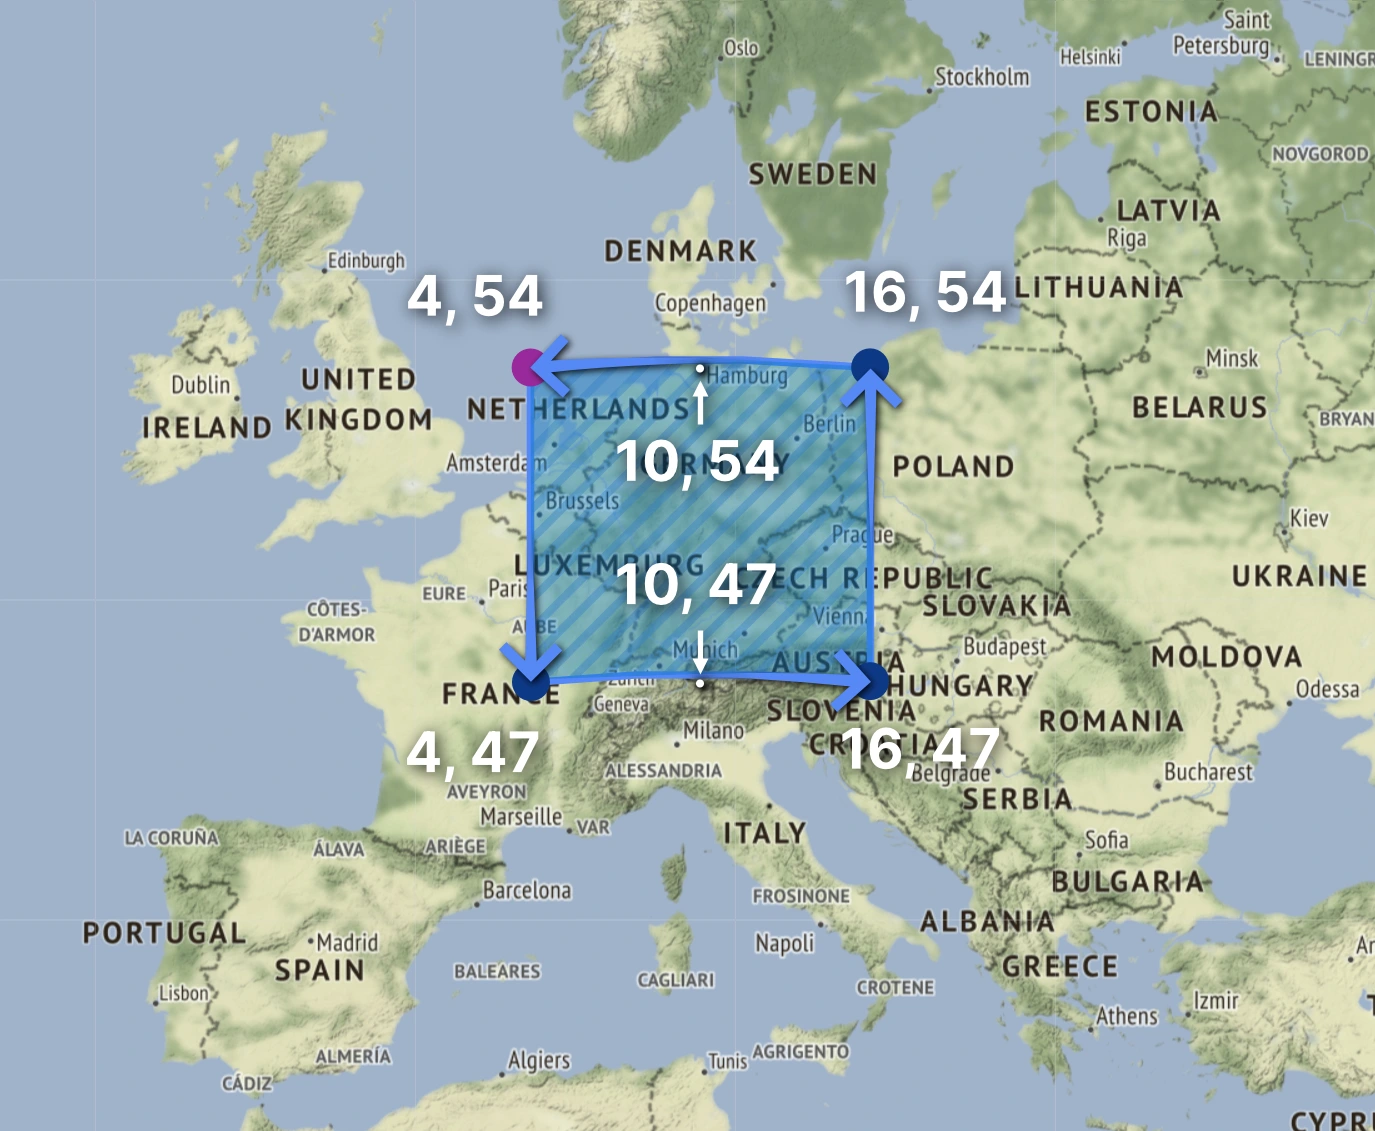 Saint
Petersburg
Oslo
Helsinki
LENINGR
Stockholm
ESTONIA
NOVGOROD
SWEDEN
LATVIA
Riga
DENMARK
Edinburgh
4, 54
16, 54
LITHUANIA
Copenhagen
Minsk
Dublin
UNITED
KINGDOM
Hamburg
IRELAND
NETHERLANDS
BELARUS
BRYAN
Berlin
Amsterdam
10, 54
GERMANY
POLAND
Brussels
Kiev
Prague
LUXEMBURG
10, 47
CZECH REPUBLIC
UKRAINE
EURE
Paris
SLOVAKIA
CÔTES-
D'ARMOR
AUBE
Vienna
Munich
Budapest
AUSTRIA
MOLDOVA
Zurich
FRANCE
HUNGARY
Odessa
Geneva
SLOVENIA
ROMANIA
Milano
4, 47
CROATIA
16, 47
ALESSANDRIA
Belgrade
Bucharest
AVEYRON
SERBIA
Marseille
VAR
ITALY
LA CORUÑA
ÁLAVA
ARIÈGE
Sofia
Barcelona
FROSINONE
BULGARIA
PORTUGAL
ALBANIA
Madrid
Napoli
SPAIN
BALEARES
CAGLIARI
GREECE
CROTENE
Lisbon
Izmir
Athens
ALMERÍA
Algiers
Tunis
AGRIGENTO
CÁDIZ
CYPR